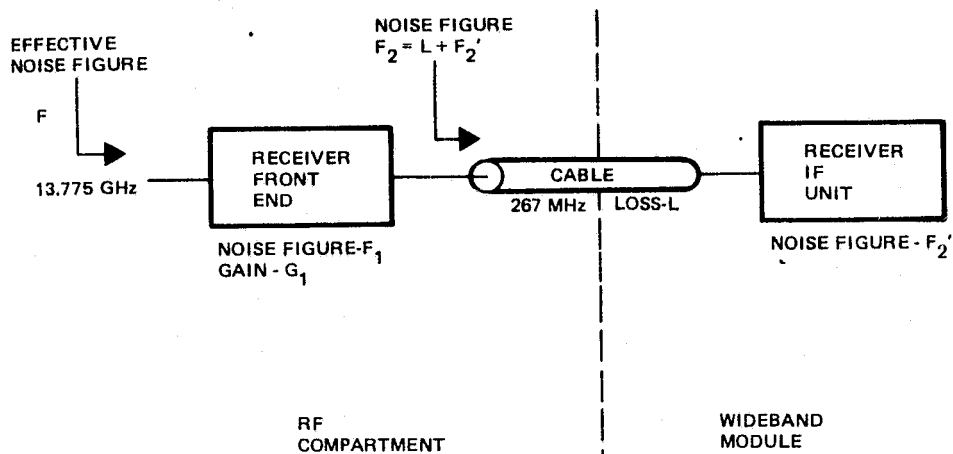 EFFECTIVE
NOISE FIGURE
F
13.775 GHz
NOISE FIGURE
F₂ = L + F₂'
RECEIVER
FRONT
END
NOISE FIGURE-F₁
GAIN - G₁
CABLE
267 MHz LOSS-L
RECEIVER
IF
UNIT
NOISE FIGURE - F₂'
RF
COMPARTMENT
WIDEBAND
MODULE